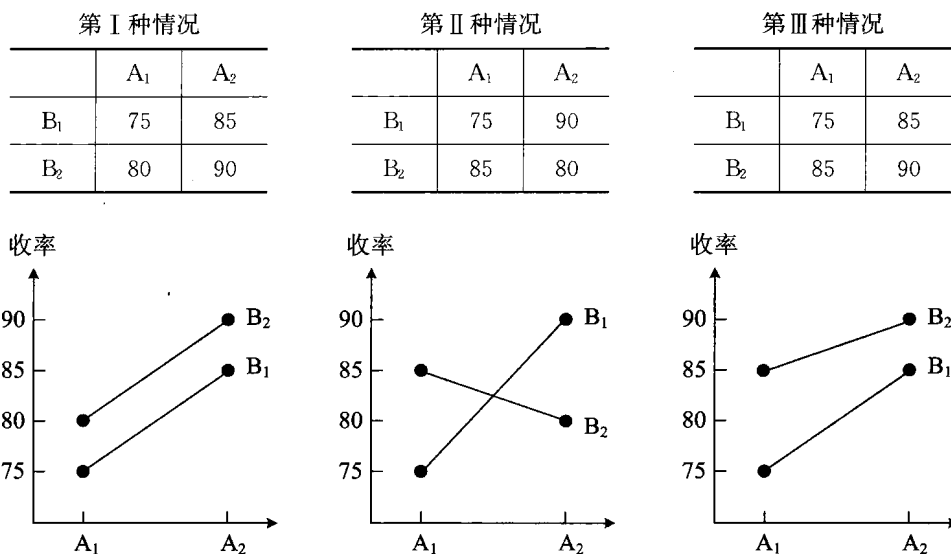 第Ⅰ种情况
A₁ A₂
B₁ 75 85
B₂ 80 90
第Ⅱ种情况
A₁ A₂
B₁ 75 90
B₂ 85 80
第Ⅲ种情况
A₁ A₂
B₁ 75 85
B₂ 85 90
收率
90
85
80
75
B₂
B₁
A₁ A₂
收率
90
85
80
75
B₁
B₂
A₁ A₂
收率
90
85
80
75
B₂
B₁
A₁ A₂